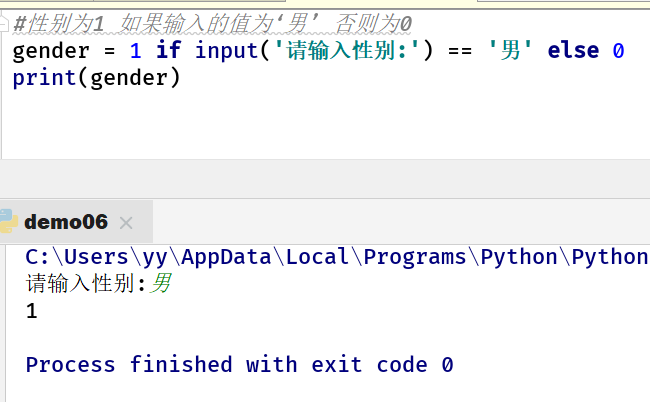 #性别为1 如果输入的值为‘男’ 否则为0
gender = 1 if input('请输入性别:') == '男' else 0
print(gender)
demo06
C:\Users\yy\AppData\Local\Programs\Python\Python
请输入性别:男
1
Process finished with exit code 0